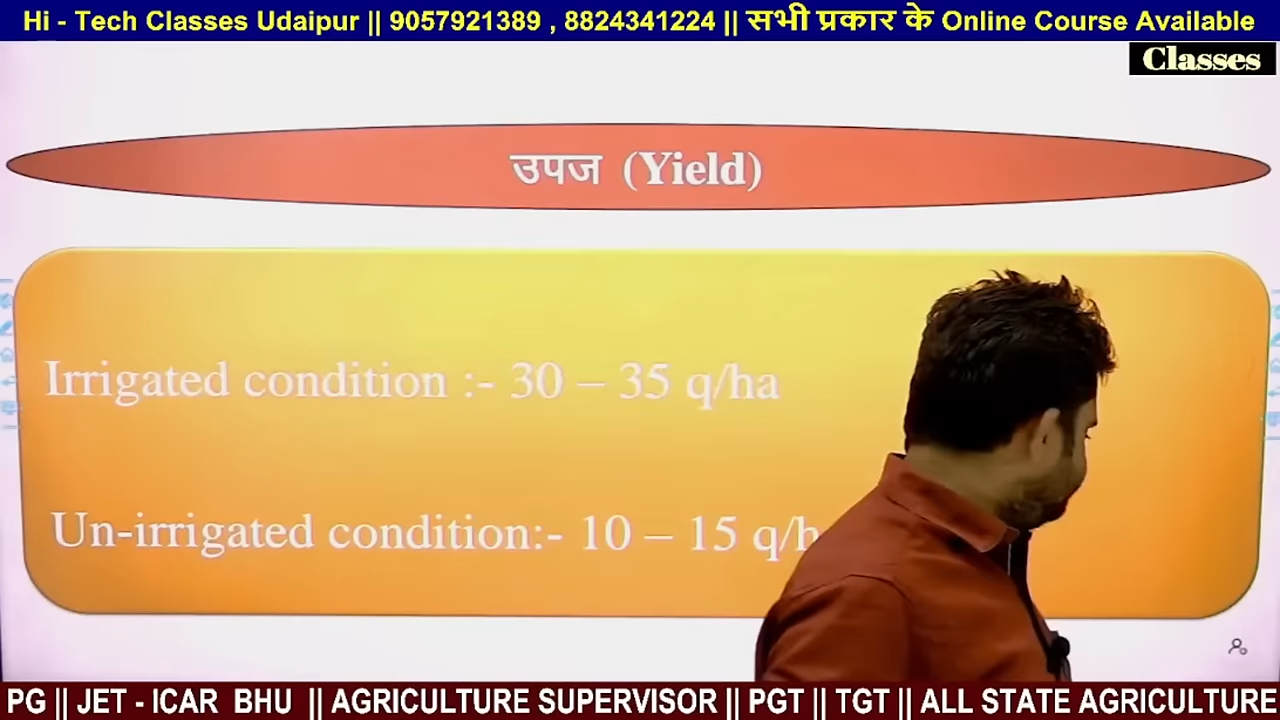 Hi - Tech Classes Udaipur || 9057921389 , 8824341224 || सभी प्रकार के Online Course Available
Classes
उपज (Yield)
Irrigated condition :- 30 – 35 q/ha
Un-irrigated condition:- 10 – 15 q/h
PG || JET - ICAR BHU || AGRICULTURE SUPERVISOR || PGT || TGT || ALL STATE AGRICULTURE